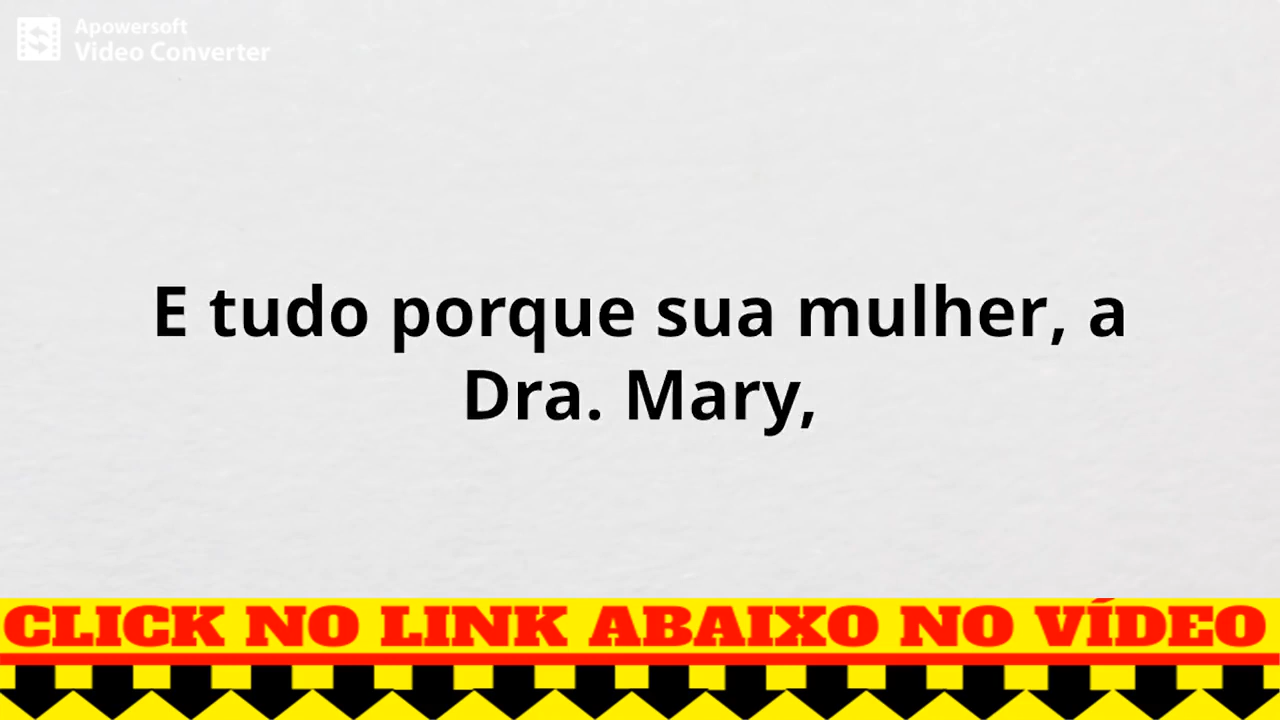 Apowersoft
Video Converter
E tudo porque sua mulher, a
Dra. Mary,
CLICK NO LINK ABAIXO NO VÍDEO